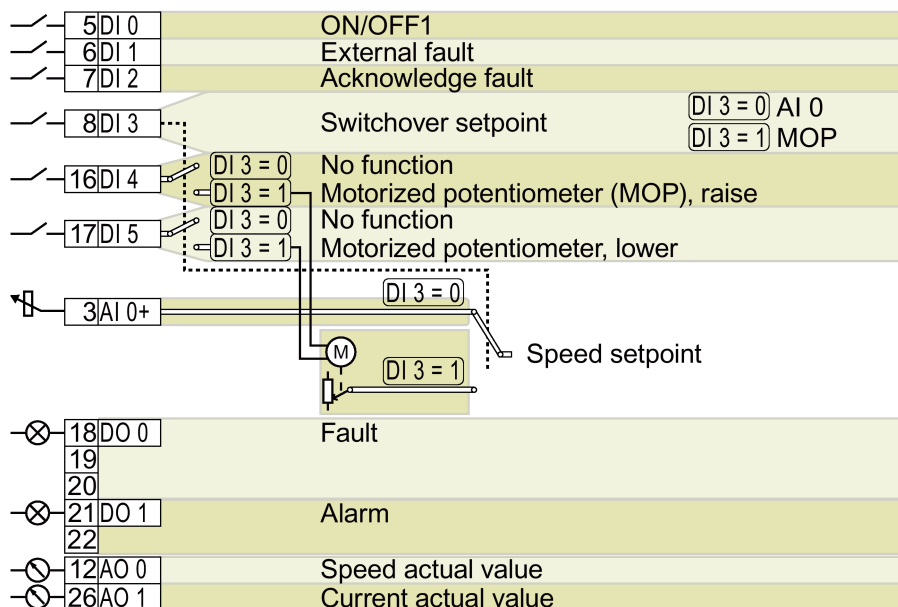 5 DI 0 ON/OFF1
6 DI 1 External fault
7 DI 2 Acknowledge fault
DI 3 = 0 AI 0
8 DI 3 Switchover setpoint
DI 3 = 1 MOP
DI 3 = 0 No function
16 DI 4
DI 3 = 1 Motorized potentiometer (MOP), raise
DI 3 = 0 No function
17 DI 5
DI 3 = 1 Motorized potentiometer, lower
DI 3 = 0
3 AI 0+
M
Speed setpoint
DI 3 = 1
18 DO 0 Fault
19
20
21 DO 1 Alarm
22
12 AO 0 Speed actual value
26 AO 1 Current actual value